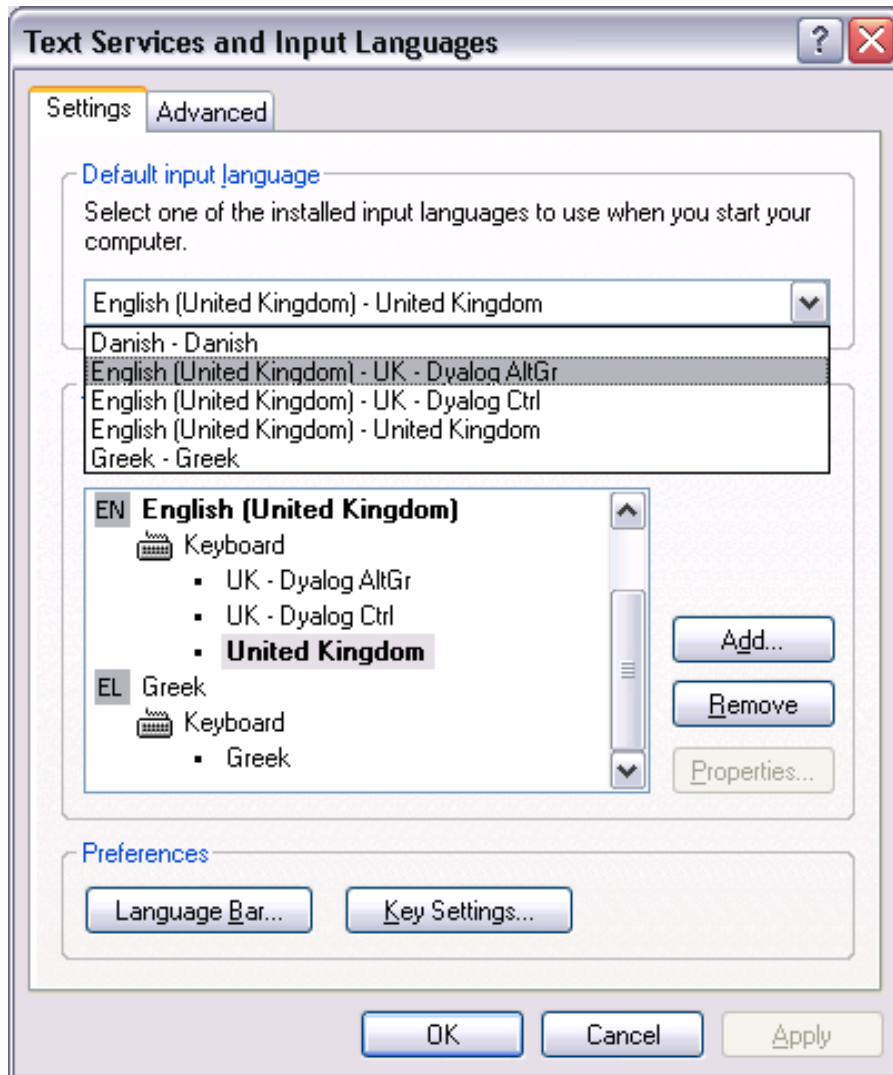 Text Services and Input Languages
Settings
Advanced
Default input language
Select one of the installed input languages to use when you start your
computer.
English (United Kingdom) - United Kingdom
Danish - Danish
English (United Kingdom) - UK - Dyalog AltGr
English (United Kingdom) - UK - Dyalog Ctrl
English (United Kingdom) - United Kingdom
Greek - Greek
EN English (United Kingdom)
Keyboard
UK - Dyalog AltGr
UK - Dyalog Ctrl
United Kingdom
EL Greek
Keyboard
Greek
Add...
Remove
Properties...
Preferences
Language Bar...
Key Settings...
OK
Cancel
Apply